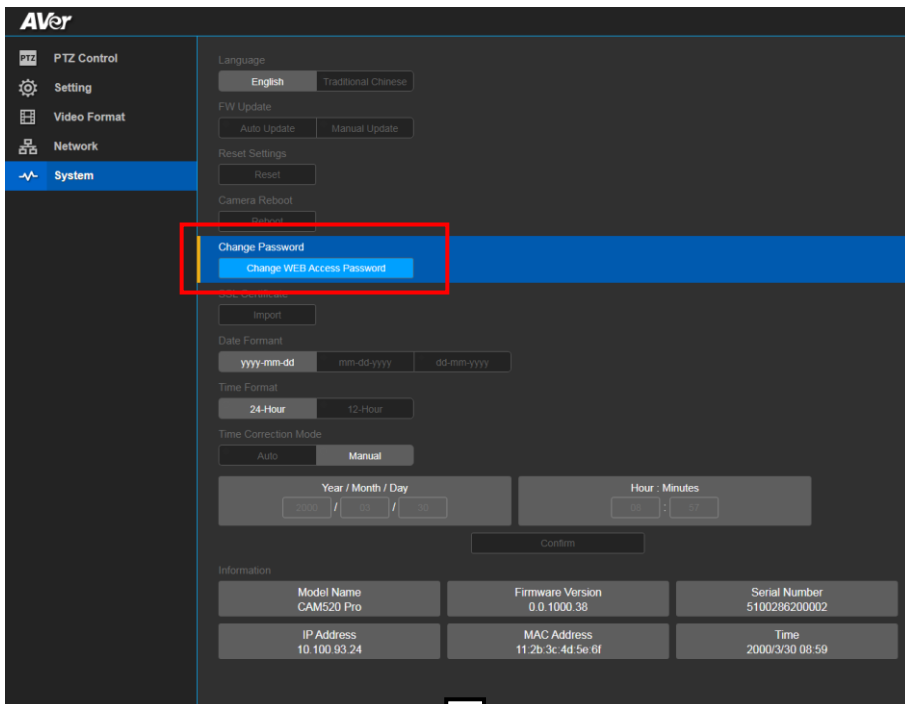 AVer
PTZ PTZ Control
Setting
Video Format
Network
System
Language
English Traditional Chinese
FW Update
Auto Update Manual Update
Reset Settings
Reset
Camera Reboot
Reboot
Change Password
Change WEB Access Password
SSL Certificate
Import
Date Formant
yyyy-mm-dd mm-dd-yyyy dd-mm-yyyy
Time Format
24-Hour 12-Hour
Time Correction Mode
Auto Manual
Year / Month / Day Hour : Minutes
2000 / 03 / 30 08 : 57
Confirm
Information
Model Name Firmware Version Serial Number
CAM520 Pro 0.0.1000.38 5100286200002
IP Address MAC Address Time
10.100.93.24 11:2b:3c:4d:5e:6f 2000/3/30 08:59